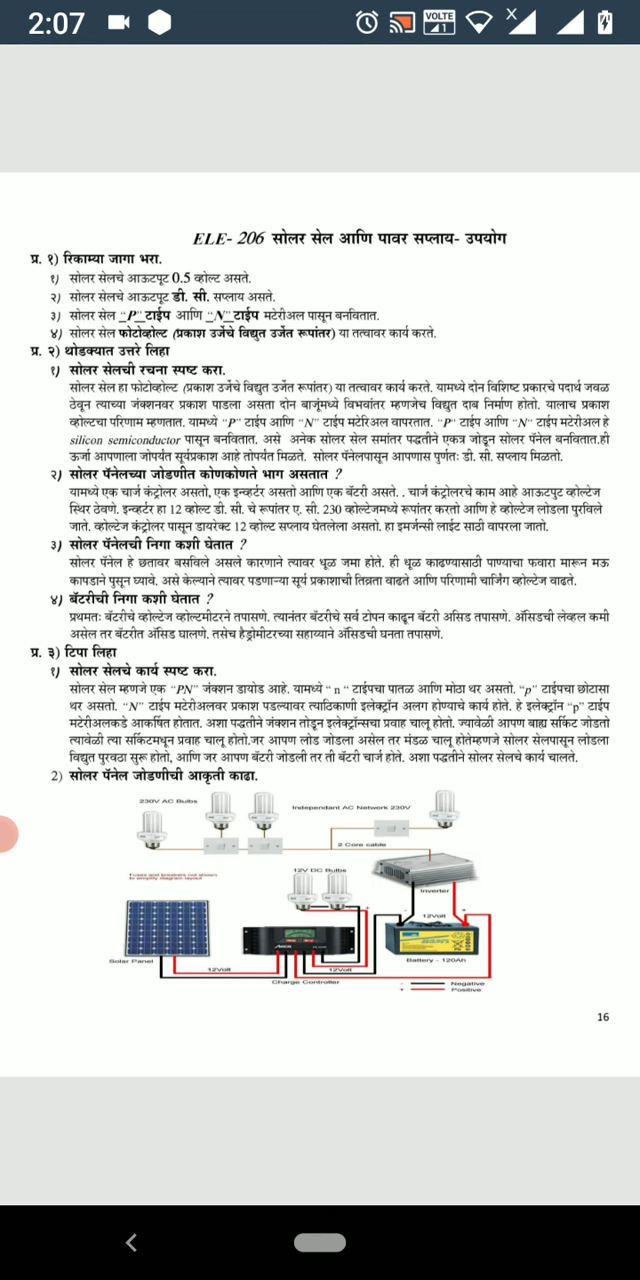 2:07
VOLTE
1
X
ELE- 206 सोलर सेल आणि पावर सप्लाय- उपयोग
प्र. १) रिकाम्या जागा भरा.
१) सोलर सेलचे आऊटपूट 0.5 व्होल्ट असते.
२) सोलर सेलचे आऊटपूट डी. सी. सप्लाय असते.
३) सोलर सेल "P" टाईप आणि "N" टाईप मटेरीअल पासून बनवितात.
४) सोलर सेल फोटोव्होल्ट (प्रकाश उर्जेचे विद्युत उर्जेत रूपांतर) या तत्वावर कार्य करते.
प्र. २) थोडक्यात उत्तरे लिहा
१) सोलर सेलची रचना स्पष्ट करा.
सोलर सेल हा फोटोव्होल्ट (प्रकाश उर्जेचे विद्युत उर्जेत रूपांतर) या तत्वावर कार्य करते. यामध्ये दोन विशिष्ट प्रकारचे पदार्थ जवळ
ठेवून त्याच्या जंक्शनवर प्रकाश पाडला असता दोन बाजूंमध्ये विभवांतर म्हणजेच विद्युत दाब निर्माण होतो. यालाच प्रकाश
व्होल्टचा परिणाम म्हणतात. यामध्ये "P" टाईप आणि "N" टाईप मटेरिअल वापरतात. "P" टाईप आणि "N" टाईप मटेरीअल हे
silicon semiconductor पासून बनवितात. असे अनेक सोलर सेल समांतर पद्धतीने एकत्र जोडून सोलर पॅनेल बनवितात.ही
ऊर्जा आपणाला जोपर्यंत सूर्यप्रकाश आहे तोपर्यंत मिळते. सोलर पॅनेलपासून आपणास पुर्णतः डी. सी. सप्लाय मिळतो.
२) सोलर पॅनेलच्या जोडणीत कोणकोणते भाग असतात ?
यामध्ये एक चार्ज कंट्रोलर असतो, एक इन्व्हर्टर असतो आणि एक बॅटरी असते. . चार्ज कंट्रोलरचे काम आहे आऊटपुट व्होल्टेज
स्थिर ठेवणे. इन्व्हर्टर हा 12 व्होल्ट डी. सी. चे रूपांतर ए. सी. 230 व्होल्टेजमध्ये रूपांतर करतो आणि हे व्होल्टेज लोडला पुरविले
जाते. व्होल्टेज कंट्रोलर पासून डायरेक्ट 12 व्होल्ट सप्लाय घेतलेला असतो. हा इमर्जन्सी लाईट साठी वापरला जातो.
३) सोलर पॅनेलची निगा कशी घेतात ?
सोलर पॅनेल हे छतावर बसविले असले कारणाने त्यावर धूळ जमा होते. ही धूळ काढण्यासाठी पाण्याचा फवारा मारून मऊ
कापडाने पुसून घ्यावे. असे केल्याने त्यावर पडणाऱ्या सूर्य प्रकाशाची तिव्रता वाढते आणि परिणामी चार्जिंग व्होल्टेज वाढते.
४) बॅटरीची निगा कशी घेतात ?
प्रथमतः बॅटरीचे व्होल्टेज व्होल्टमीटरने तपासणे. त्यानंतर बॅटरीचे सर्व टोपन काढून बॅटरी असिड तपासणे. ॲसिडची लेव्हल कमी
असेल तर बॅटरीत ॲसिड घालणे. तसेच हैड्रोमीटरच्या सहाय्याने ॲसिडची घनता तपासणे.
प्र. ३) टिपा लिहा
१) सोलर सेलचे कार्य स्पष्ट करा.
सोलर सेल म्हणजे एक "PN" जंक्शन डायोड आहे. यामध्ये " n " टाईपचा पातळ आणि मोठा थर असतो. "p" टाईपचा छोटासा
थर असतो. "N" टाईप मटेरीअलवर प्रकाश पडल्यावर त्याठिकाणी इलेक्ट्रॉन अलग होण्याचे कार्य होते. हे इलेक्ट्रॉन "p" टाईप
मटेरीअलकडे आकर्षित होतात. अशा पद्धतीने जंक्शन तोडून इलेक्ट्रॉन्सचा प्रवाह चालू होतो. ज्यावेळी आपण बाह्य सर्किट जोडतो
त्यावेळी त्या सर्किटमधून प्रवाह चालू होतो.जर आपण लोड जोडला असेल तर मंडळ चालू होतेम्हणजे सोलर सेलपासून लोडला
विद्युत पुरवठा सुरू होतो, आणि जर आपण बॅटरी जोडली तर ती बॅटरी चार्ज होते. अशा पद्धतीने सोलर सेलचे कार्य चालते.
2) सोलर पॅनेल जोडणीची आकृती काढा.
230V AC Bulbs
Independant AC Network 230V
2 Core cable
Fuses and breakers not shown
to simplify diagram layout
12V DC Bulbs
Inverter
12Volt
Solar Panel
12Volt
12Volt
Battery - 120Ah
Charge Controller
- Negative
+ Positive
16